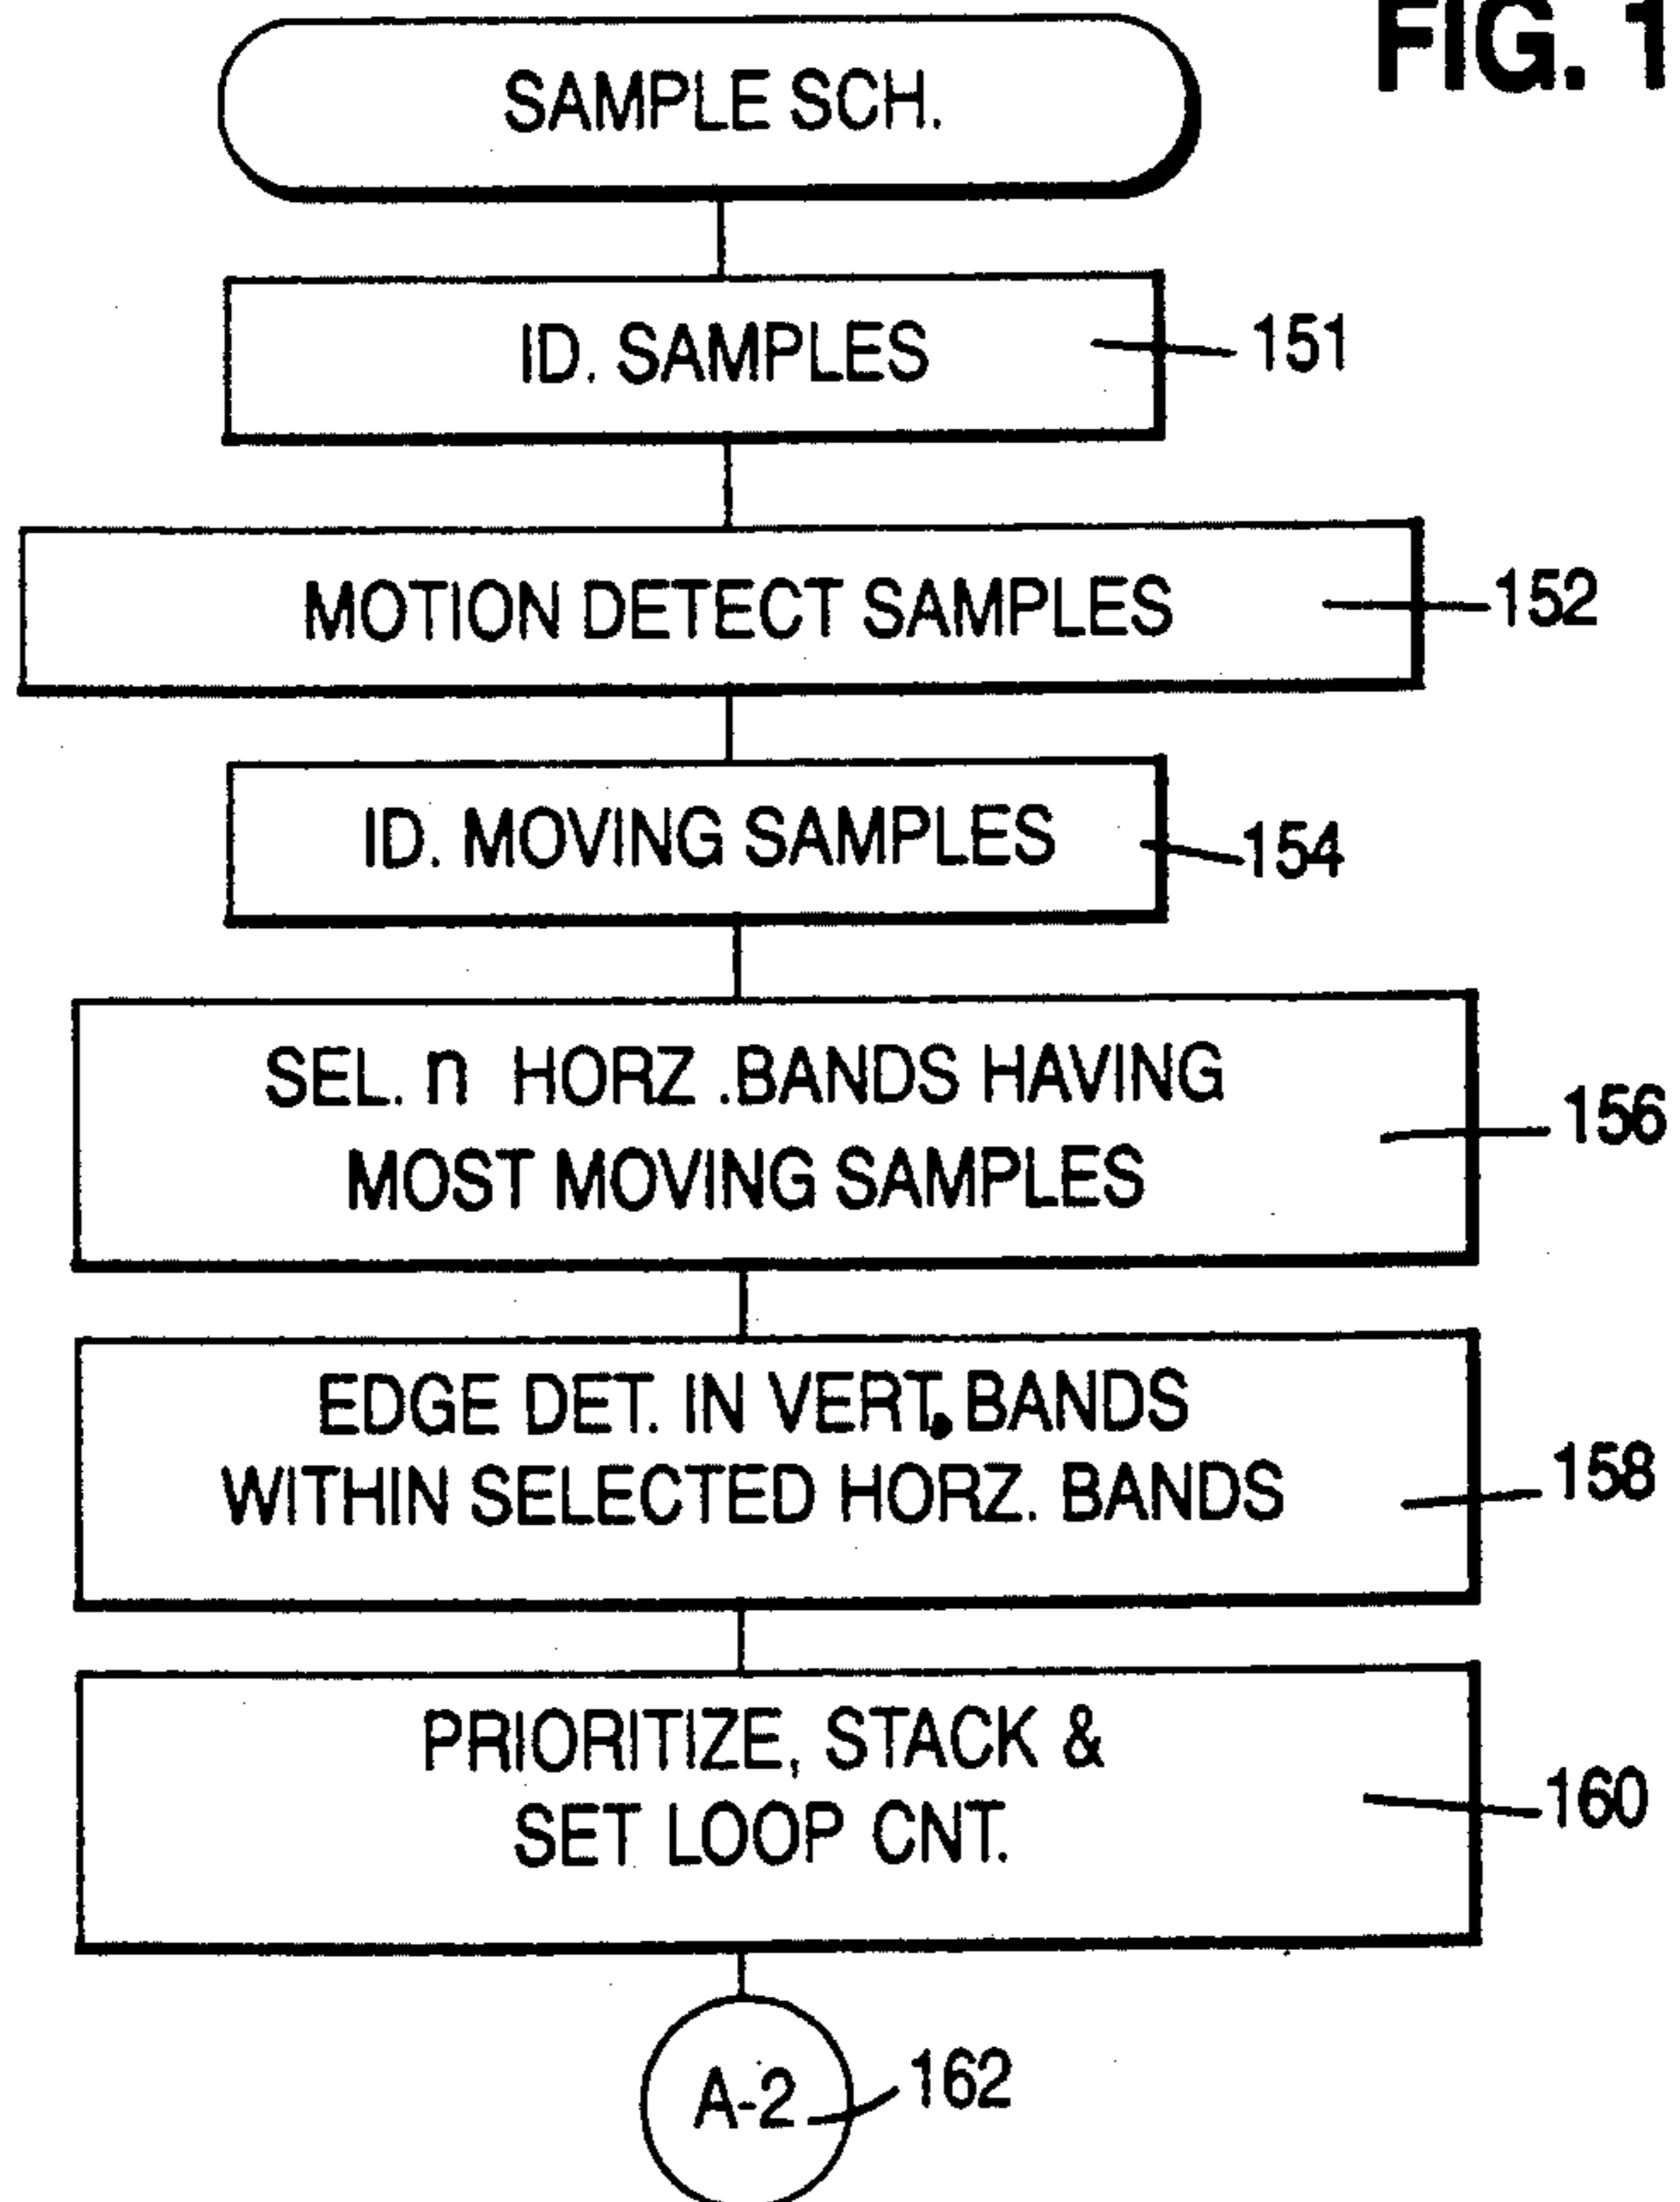 FIG. 1
SAMPLE SCH.
ID. SAMPLES
151
MOTION DETECT SAMPLES
152
ID. MOVING SAMPLES
154
SEL. n HORZ .BANDS HAVING
MOST MOVING SAMPLES
156
EDGE DET. IN VERT. BANDS
WITHIN SELECTED HORZ. BANDS
158
PRIORITIZE, STACK &
SET LOOP CNT.
160
A-2
162